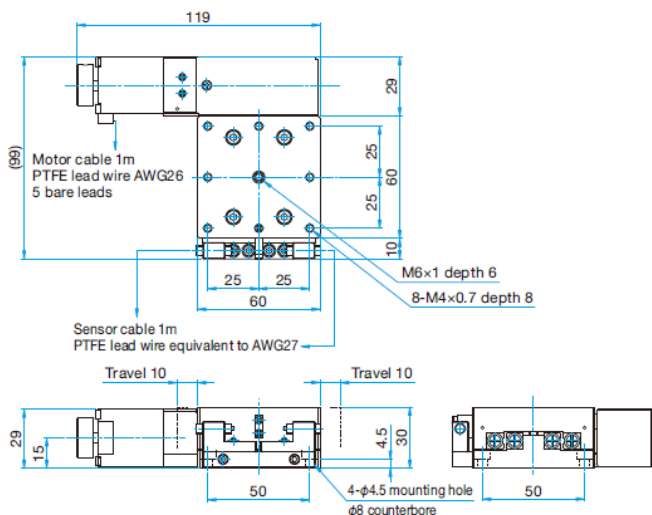 119
(99)
29
Motor cable 1m
PTFE lead wire AWG26
5 bare leads
25
60
25
10
25
25
60
M6×1 depth 6
8-M4×0.7 depth 8
Sensor cable 1m
PTFE lead wire equivalent to AWG27
Travel 10
Travel 10
29
15
4.5
30
50
50
4-φ4.5 mounting hole
φ8 counterbore